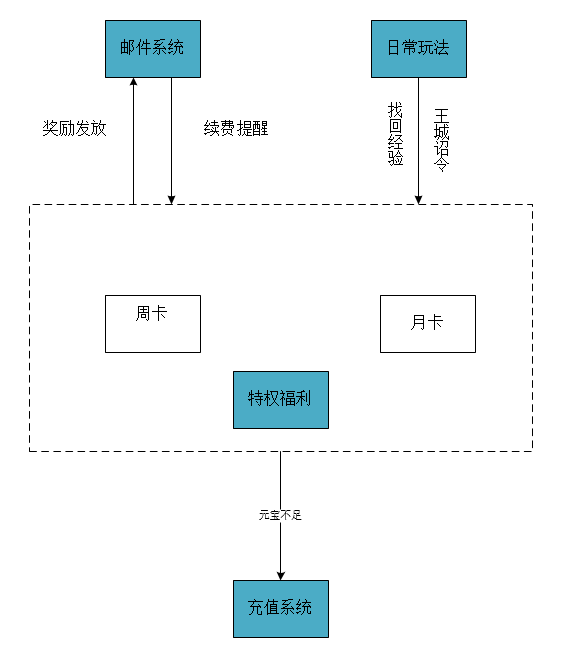 邮件系统
日常玩法
奖励发放
续费提醒
找回经验
王城诏令
周卡
月卡
特权福利
元宝不足
充值系统